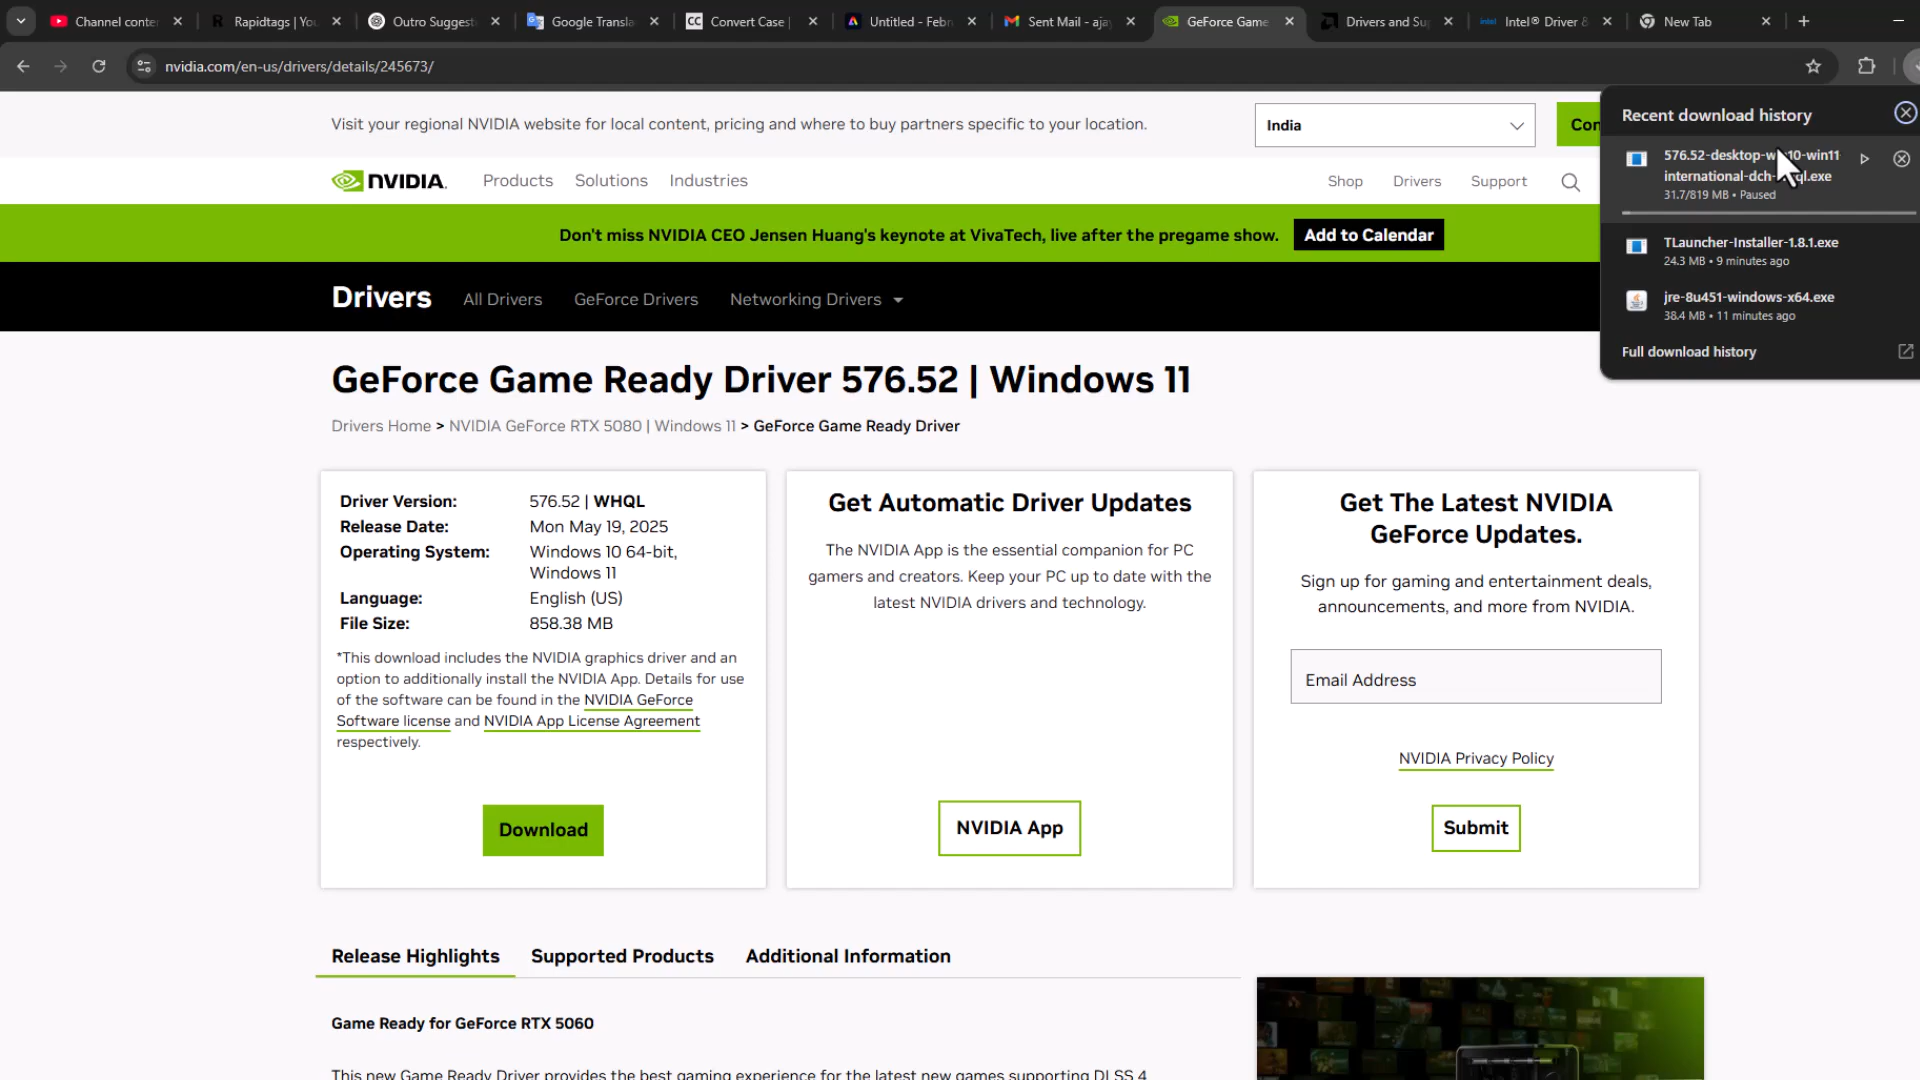 Channel conter
Rapidtags | You
Outro Suggest
Google Transla
CC Convert Case |
Untitled - Febr
Sent Mail - ajay
GeForce Game
Drivers and Sup
intel Intel® Driver &
New Tab
nvidia.com/en-us/drivers/details/245673/
Visit your regional NVIDIA website for local content, pricing and where to buy partners specific to your location.
India
Con
Recent download history
576.52-desktop-win10-win11
international-dch-
31.7/819 MB • Paused
TLauncher-Installer-1.8.1.exe
24.3 MB • 9 minutes ago
jre-8u451-windows-x64.exe
38.4 MB • 11 minutes ago
Full download history
NVIDIA.
Products
Solutions
Industries
Shop
Drivers
Support
Don't miss NVIDIA CEO Jensen Huang's keynote at VivaTech, live after the pregame show.
Add to Calendar
Drivers
All Drivers
GeForce Drivers
Networking Drivers
GeForce Game Ready Driver 576.52 | Windows 11
Drivers Home > NVIDIA GeForce RTX 5080 | Windows 11 > GeForce Game Ready Driver
Driver Version: 576.52 | WHQL
Release Date: Mon May 19, 2025
Operating System: Windows 10 64-bit,
Windows 11
Language: English (US)
File Size: 858.38 MB
*This download includes the NVIDIA graphics driver and an
option to additionally install the NVIDIA App. Details for use
of the software can be found in the NVIDIA GeForce
Software license and NVIDIA App License Agreement
respectively.
Download
Get Automatic Driver Updates
The NVIDIA App is the essential companion for PC
gamers and creators. Keep your PC up to date with the
latest NVIDIA drivers and technology.
NVIDIA App
Get The Latest NVIDIA
GeForce Updates.
Sign up for gaming and entertainment deals,
announcements, and more from NVIDIA.
Email Address
NVIDIA Privacy Policy
Submit
Release Highlights
Supported Products
Additional Information
Game Ready for GeForce RTX 5060
This new Game Ready Driver provides the best gaming experience for the latest new games supporting DLSS 4